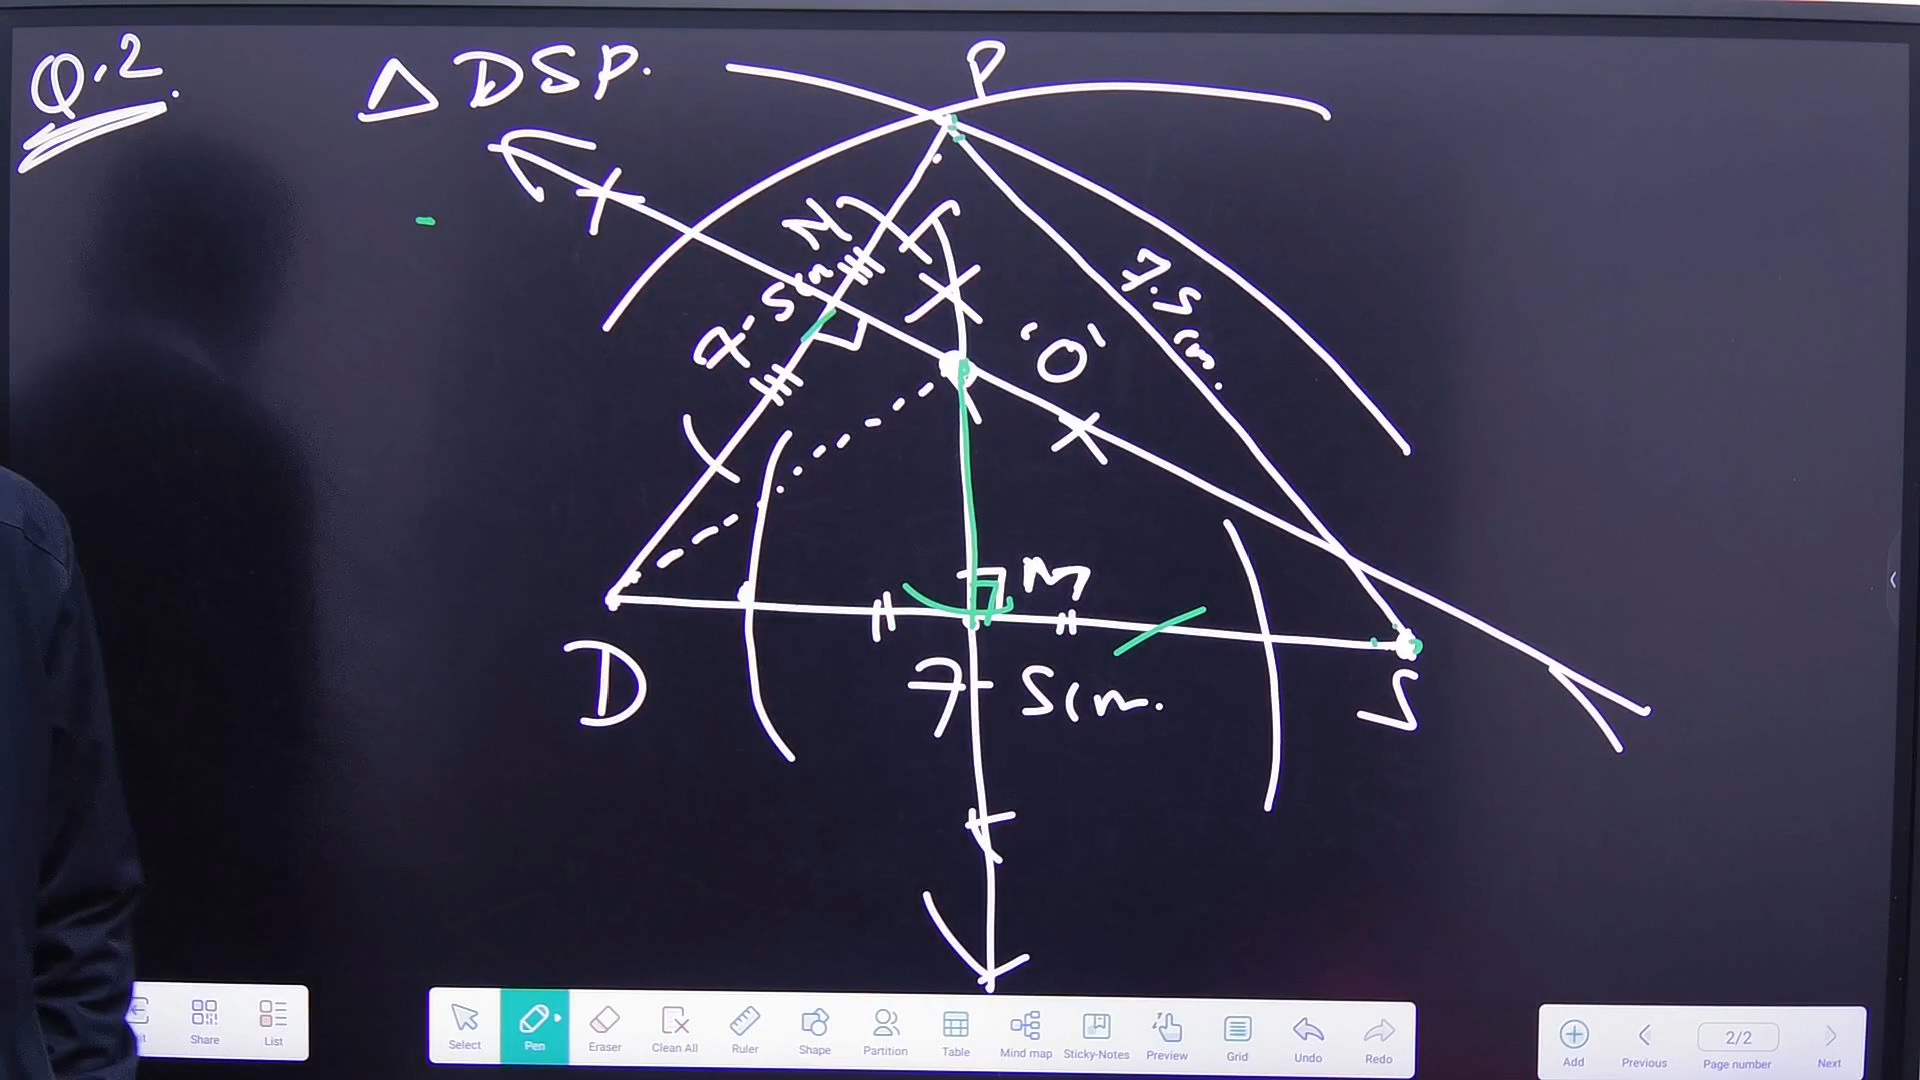 Q.2
Δ DSP.
P
N
4.5cm
7.5cm.
'O'
M
D
7.5cm.
S
Share
List
Select
Pen
Eraser
Clean All
Ruler
Shape
Partition
Table
Mind map
Sticky-Notes
Preview
Grid
Undo
Redo
Add
Previous
2/2
Page number
Next